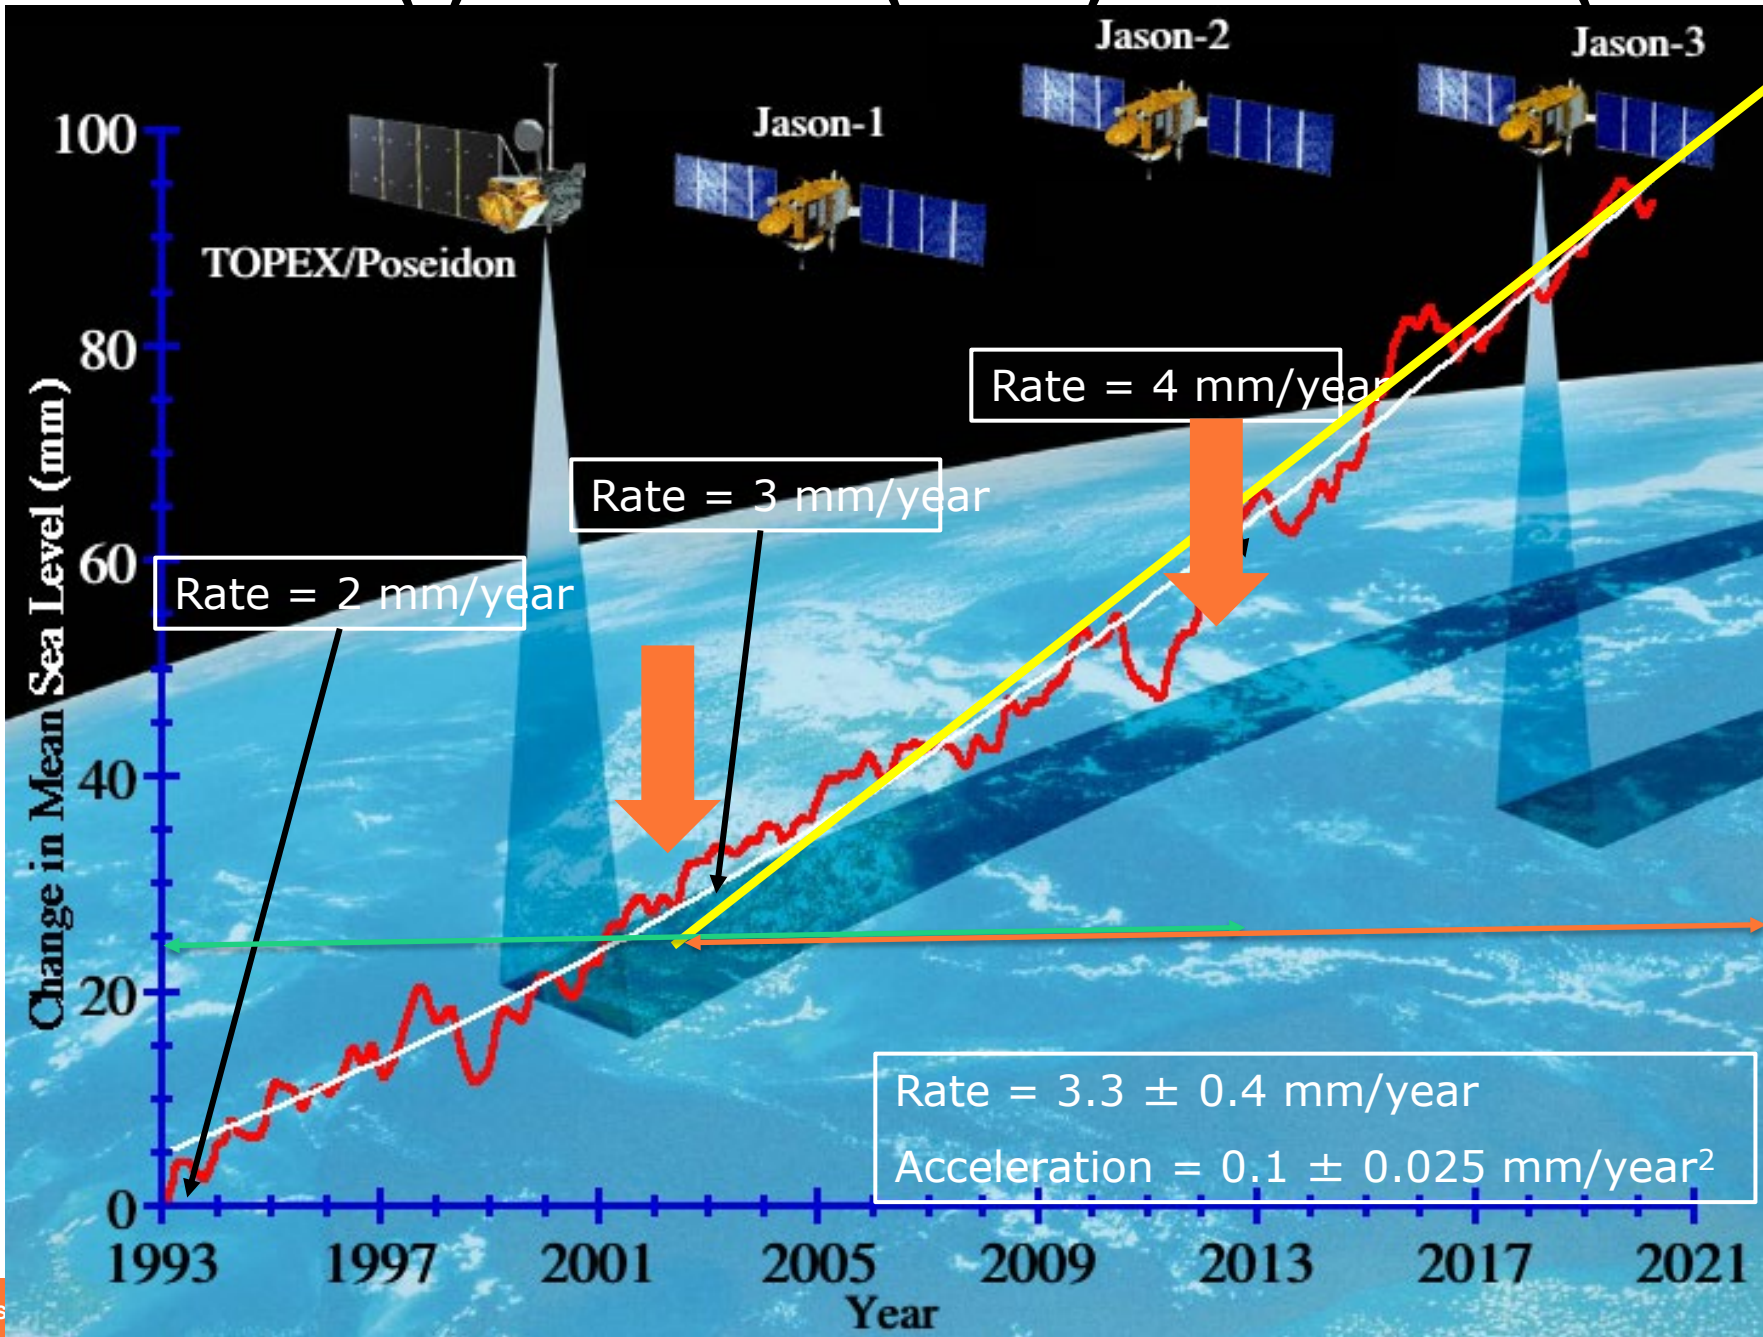 Jason-2
Jason-3
Jason-1
TOPEX/Poseidon
100
80
60
40
20
0
Change in Mean Sea Level (mm)
Rate = 4 mm/year
Rate = 3 mm/year
Rate = 2 mm/year
Rate = 3.3 ± 0.4 mm/year
Acceleration = 0.1 ± 0.025 mm/year²
1993 1997 2001 2005 2009 2013 2017 2021
Year
s